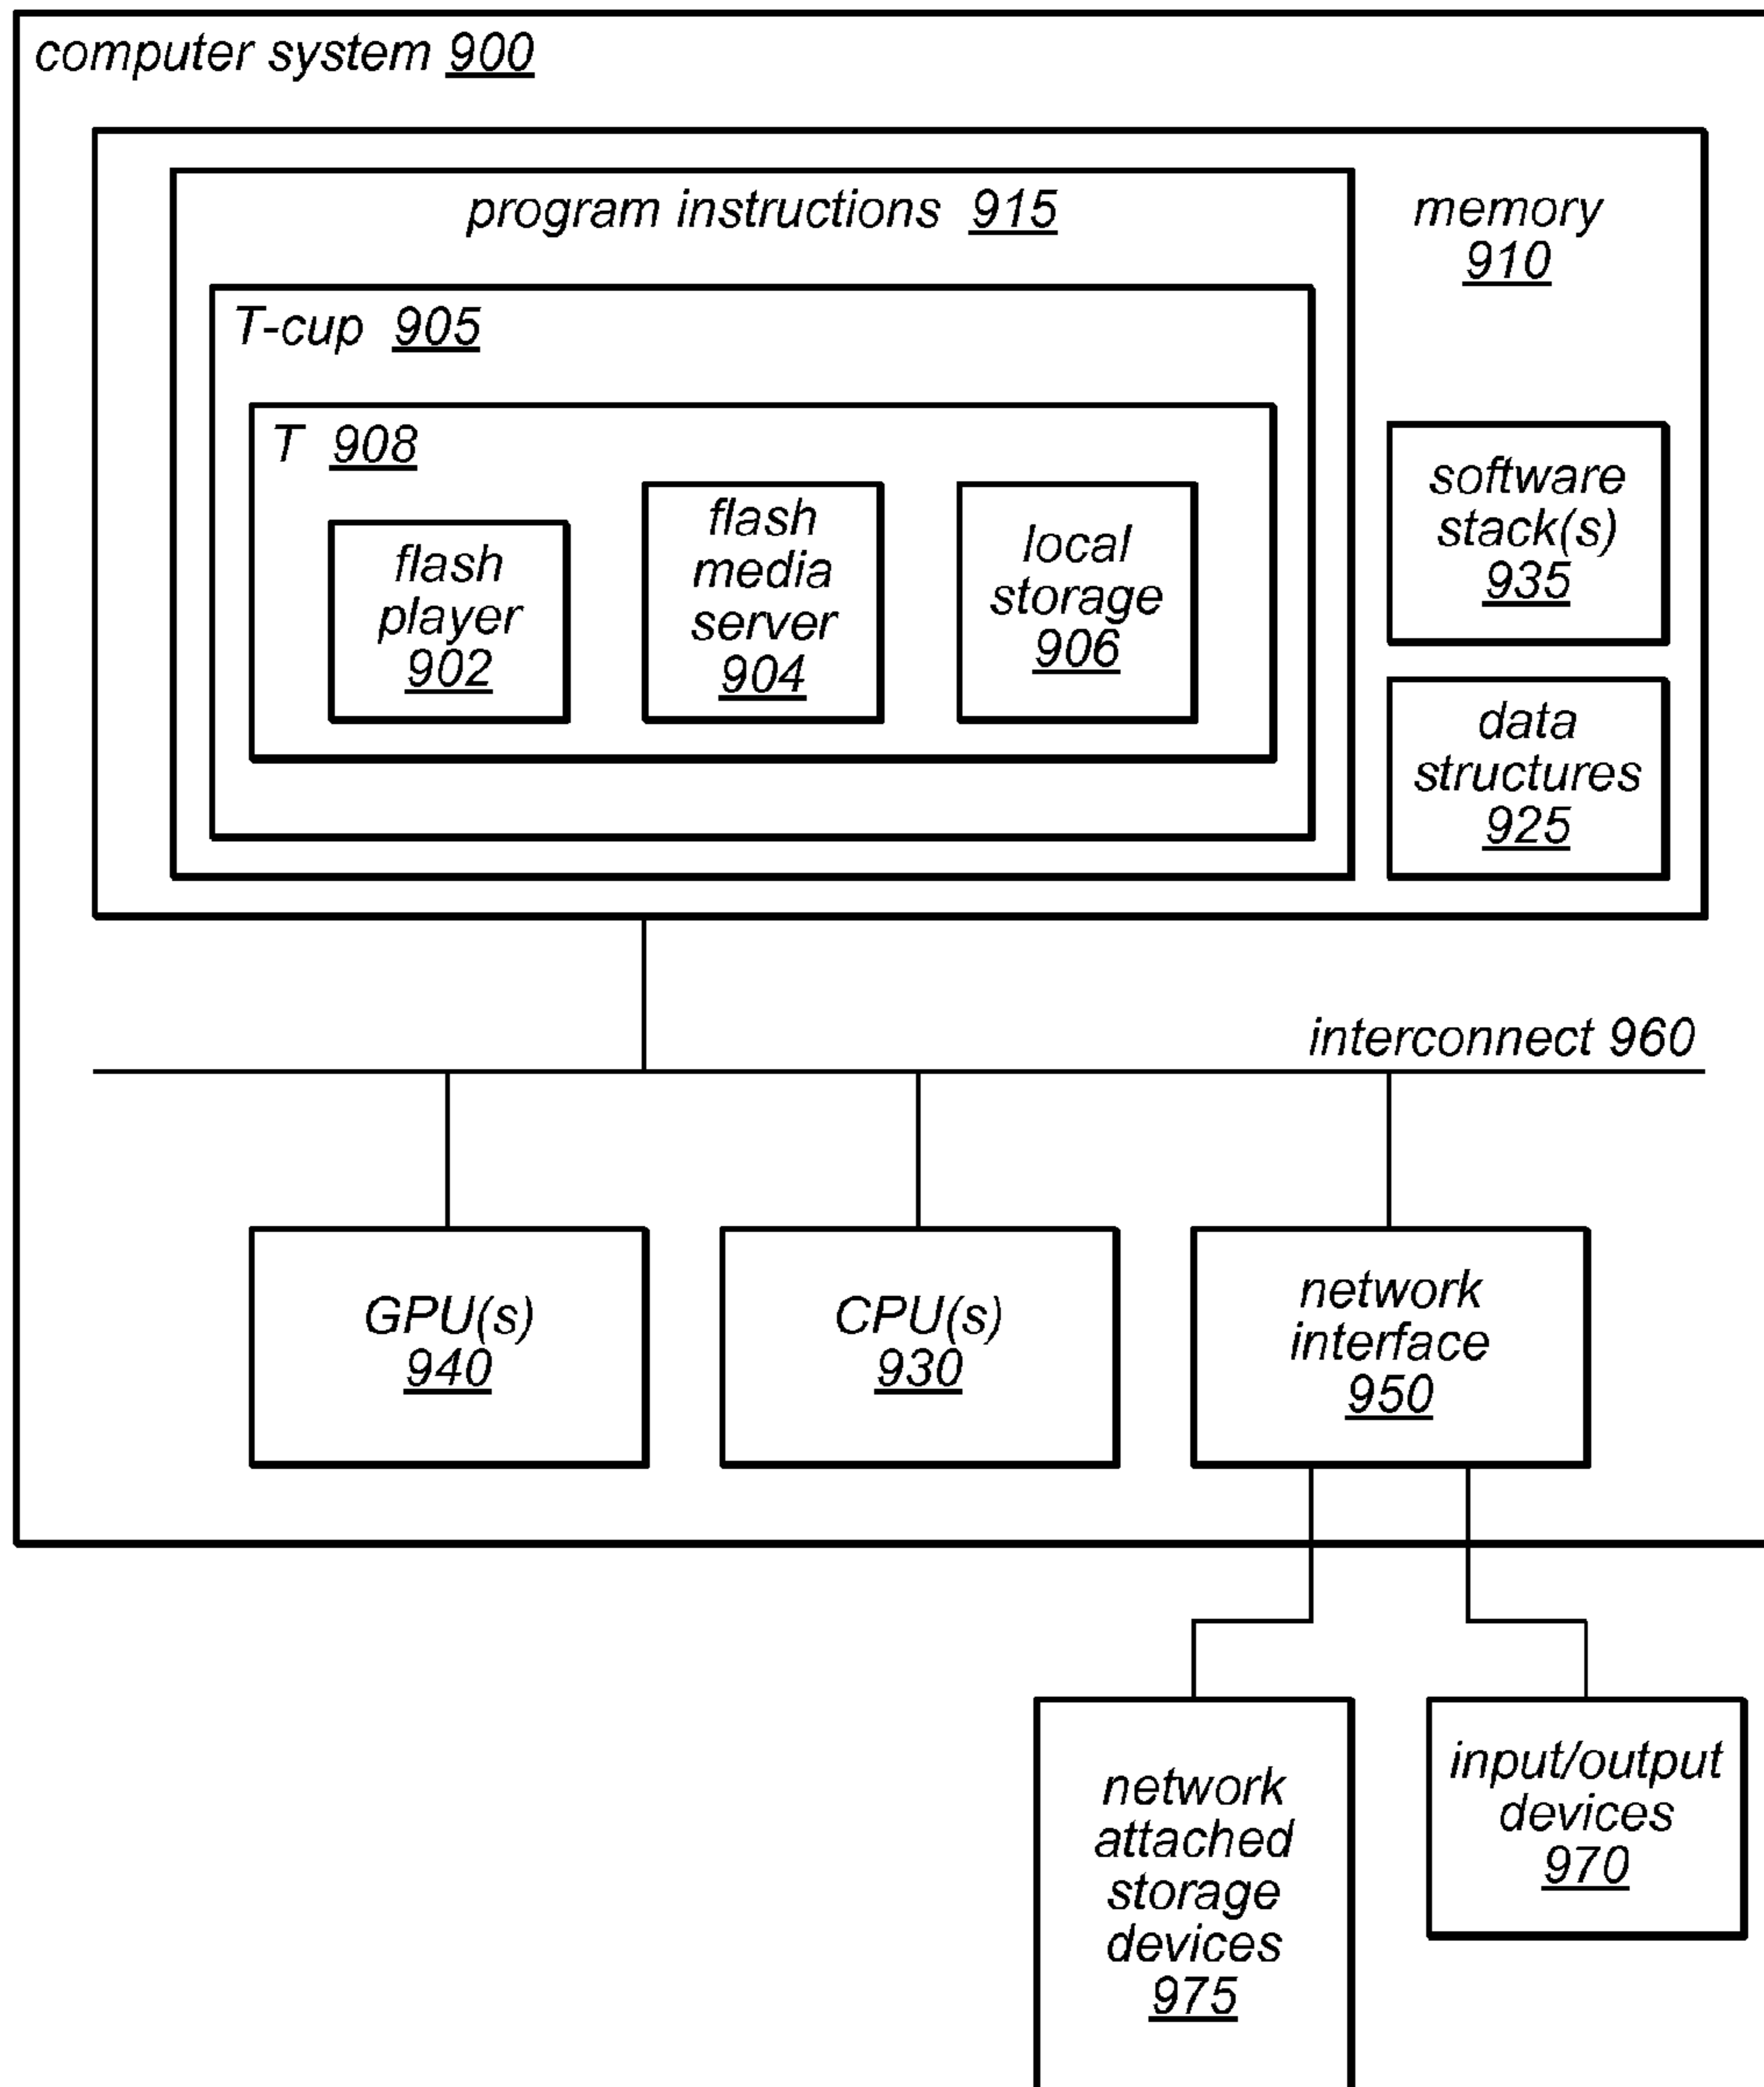 computer system 900
program instructions 915
memory
910
T-cup 905
T 908
flash
player
902
flash
media
server
904
local
storage
906
software
stack(s)
935
data
structures
925
interconnect 960
GPU(s)
940
CPU(s)
930
network
interface
950
network
attached
storage
devices
975
input/output
devices
970